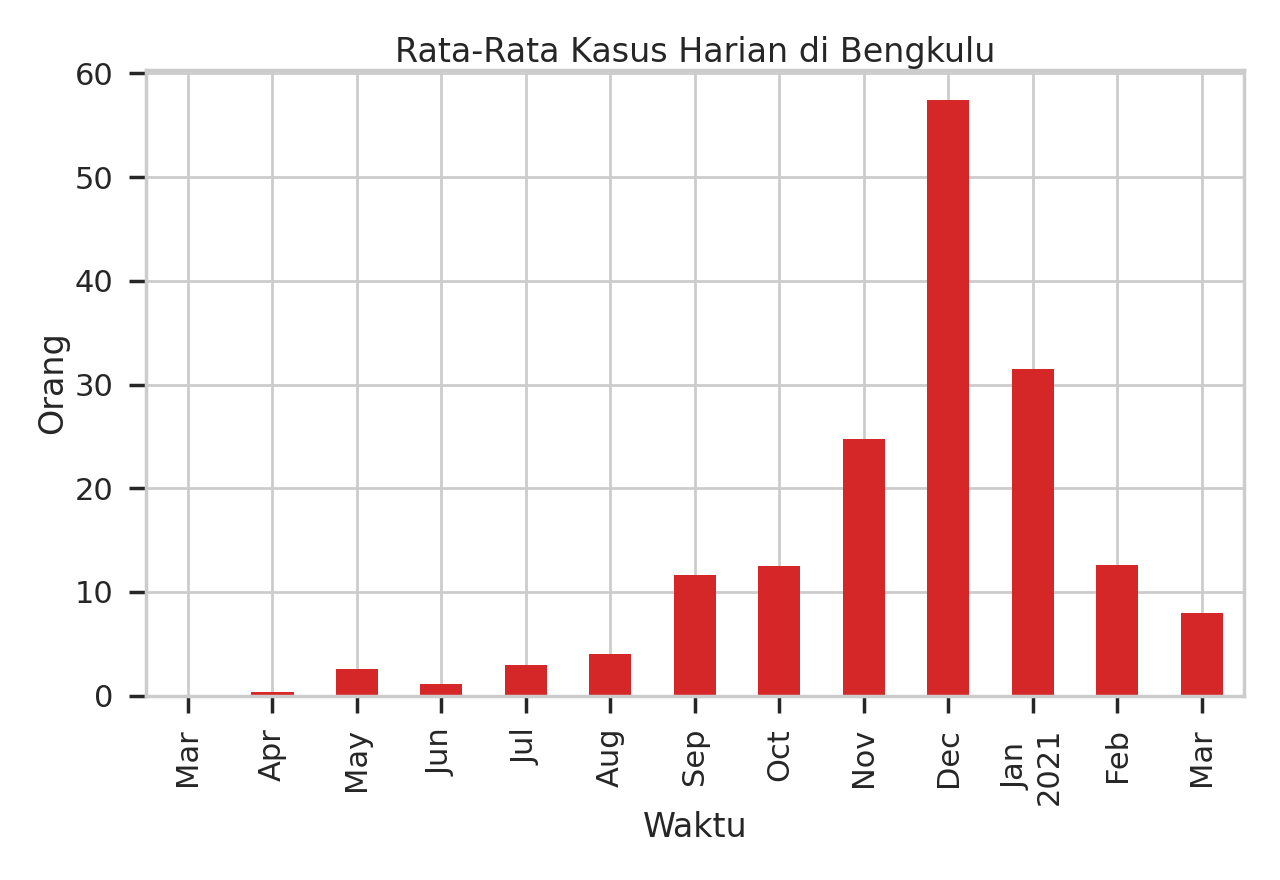 Rata-Rata Kasus Harian di Bengkulu
60
50
40
30
20
10
0
Orang
Mar
Apr
May
Jun
Jul
Aug
Sep
Oct
Nov
Dec
Jan
2021
Feb
Mar
Waktu